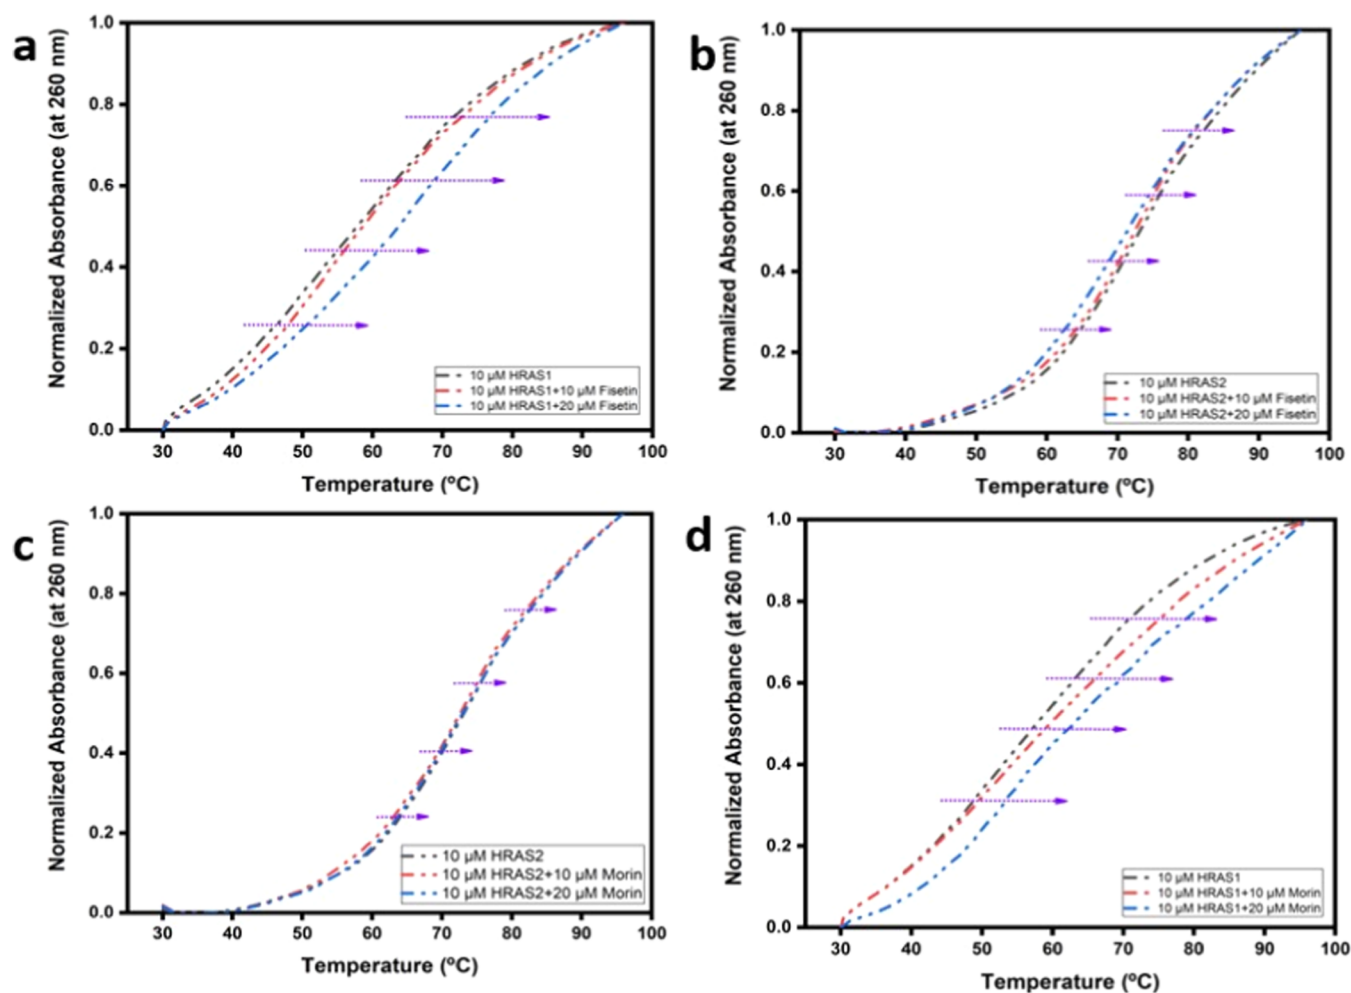 a
Normalized Absorbance (at 260 nm)
1.0
0.8
0.6
0.4
0.2
0.0
10 µM HRAS1
10 µM HRAS1+10 µM Fisetin
10 µM HRAS1+20 µM Fisetin
30 40 50 60 70 80 90 100
Temperature (ºC)
b
Normalized Absorbance (at 260 nm)
1.0
0.8
0.6
0.4
0.2
0.0
10 µM HRAS2
10 µM HRAS2+10 µM Fisetin
10 µM HRAS2+20 µM Fisetin
30 40 50 60 70 80 90 100
Temperature (ºC)
c
Normalized Absorbance (at 260 nm)
1.0
0.8
0.6
0.4
0.2
0.0
10 µM HRAS2
10 µM HRAS2+10 µM Morin
10 µM HRAS2+20 µM Morin
30 40 50 60 70 80 90 100
Temperature (ºC)
d
Normalized Absorbance (at 260 nm)
1.0
0.8
0.6
0.4
0.2
0.0
10 µM HRAS1
10 µM HRAS1+10 µM Morin
10 µM HRAS1+20 µM Morin
30 40 50 60 70 80 90 100
Temperature (ºC)